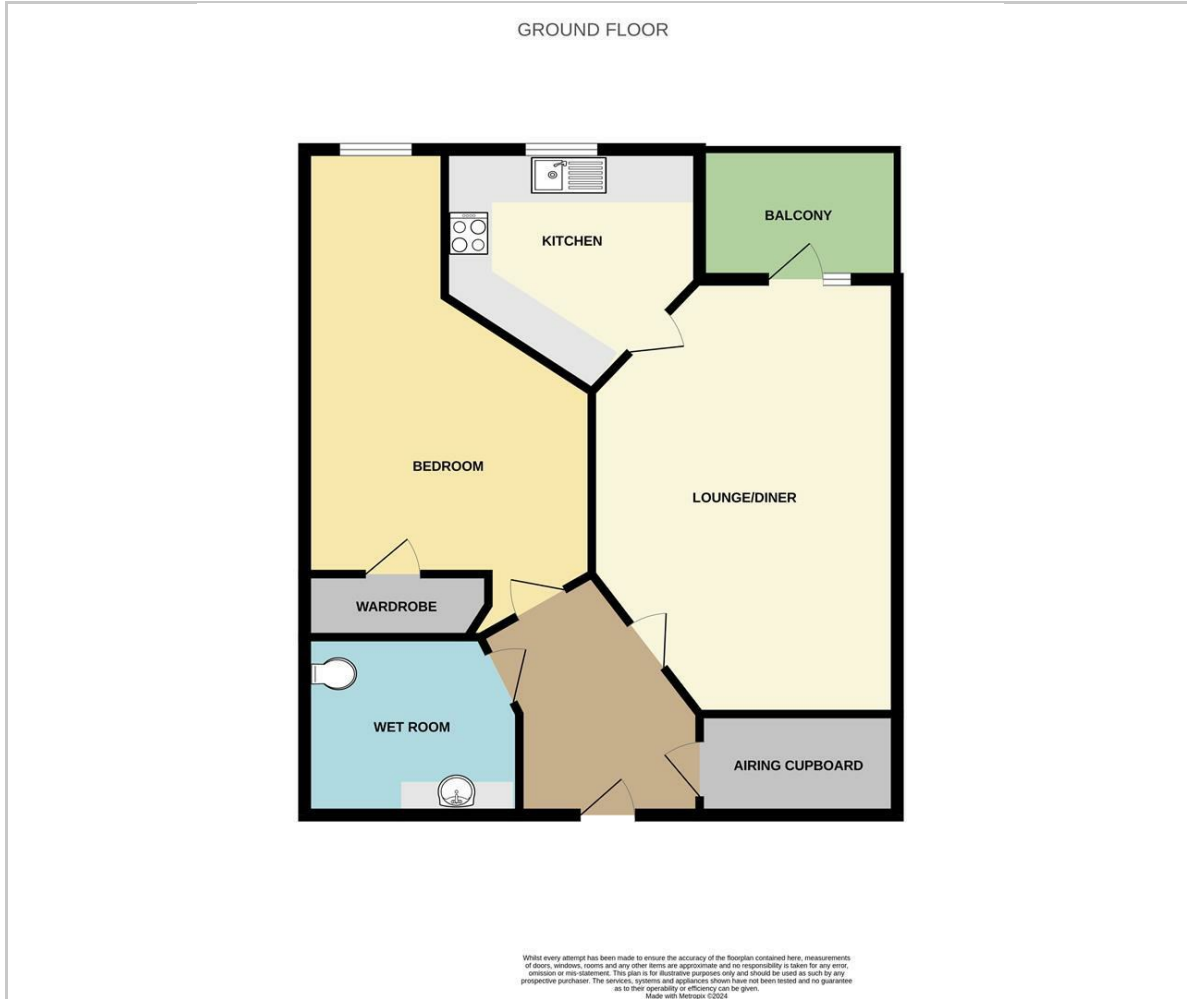 GROUND FLOOR
BALCONY
KITCHEN
BEDROOM
LOUNGE/DINER
WARDROBE
WET ROOM
AIRING CUPBOARD
Whilst every attempt has been made to ensure the accuracy of the floorplan contained here, measurements
of doors, windows, rooms and any other items are approximate and no responsibility is taken for any error,
omission or mis-statement. This plan is for illustrative purposes only and should be used as such by any
prospective purchaser. The services, systems and appliances shown have not been tested and no guarantee
as to their operability or efficiency can be given.
Made with Metropix ©2024